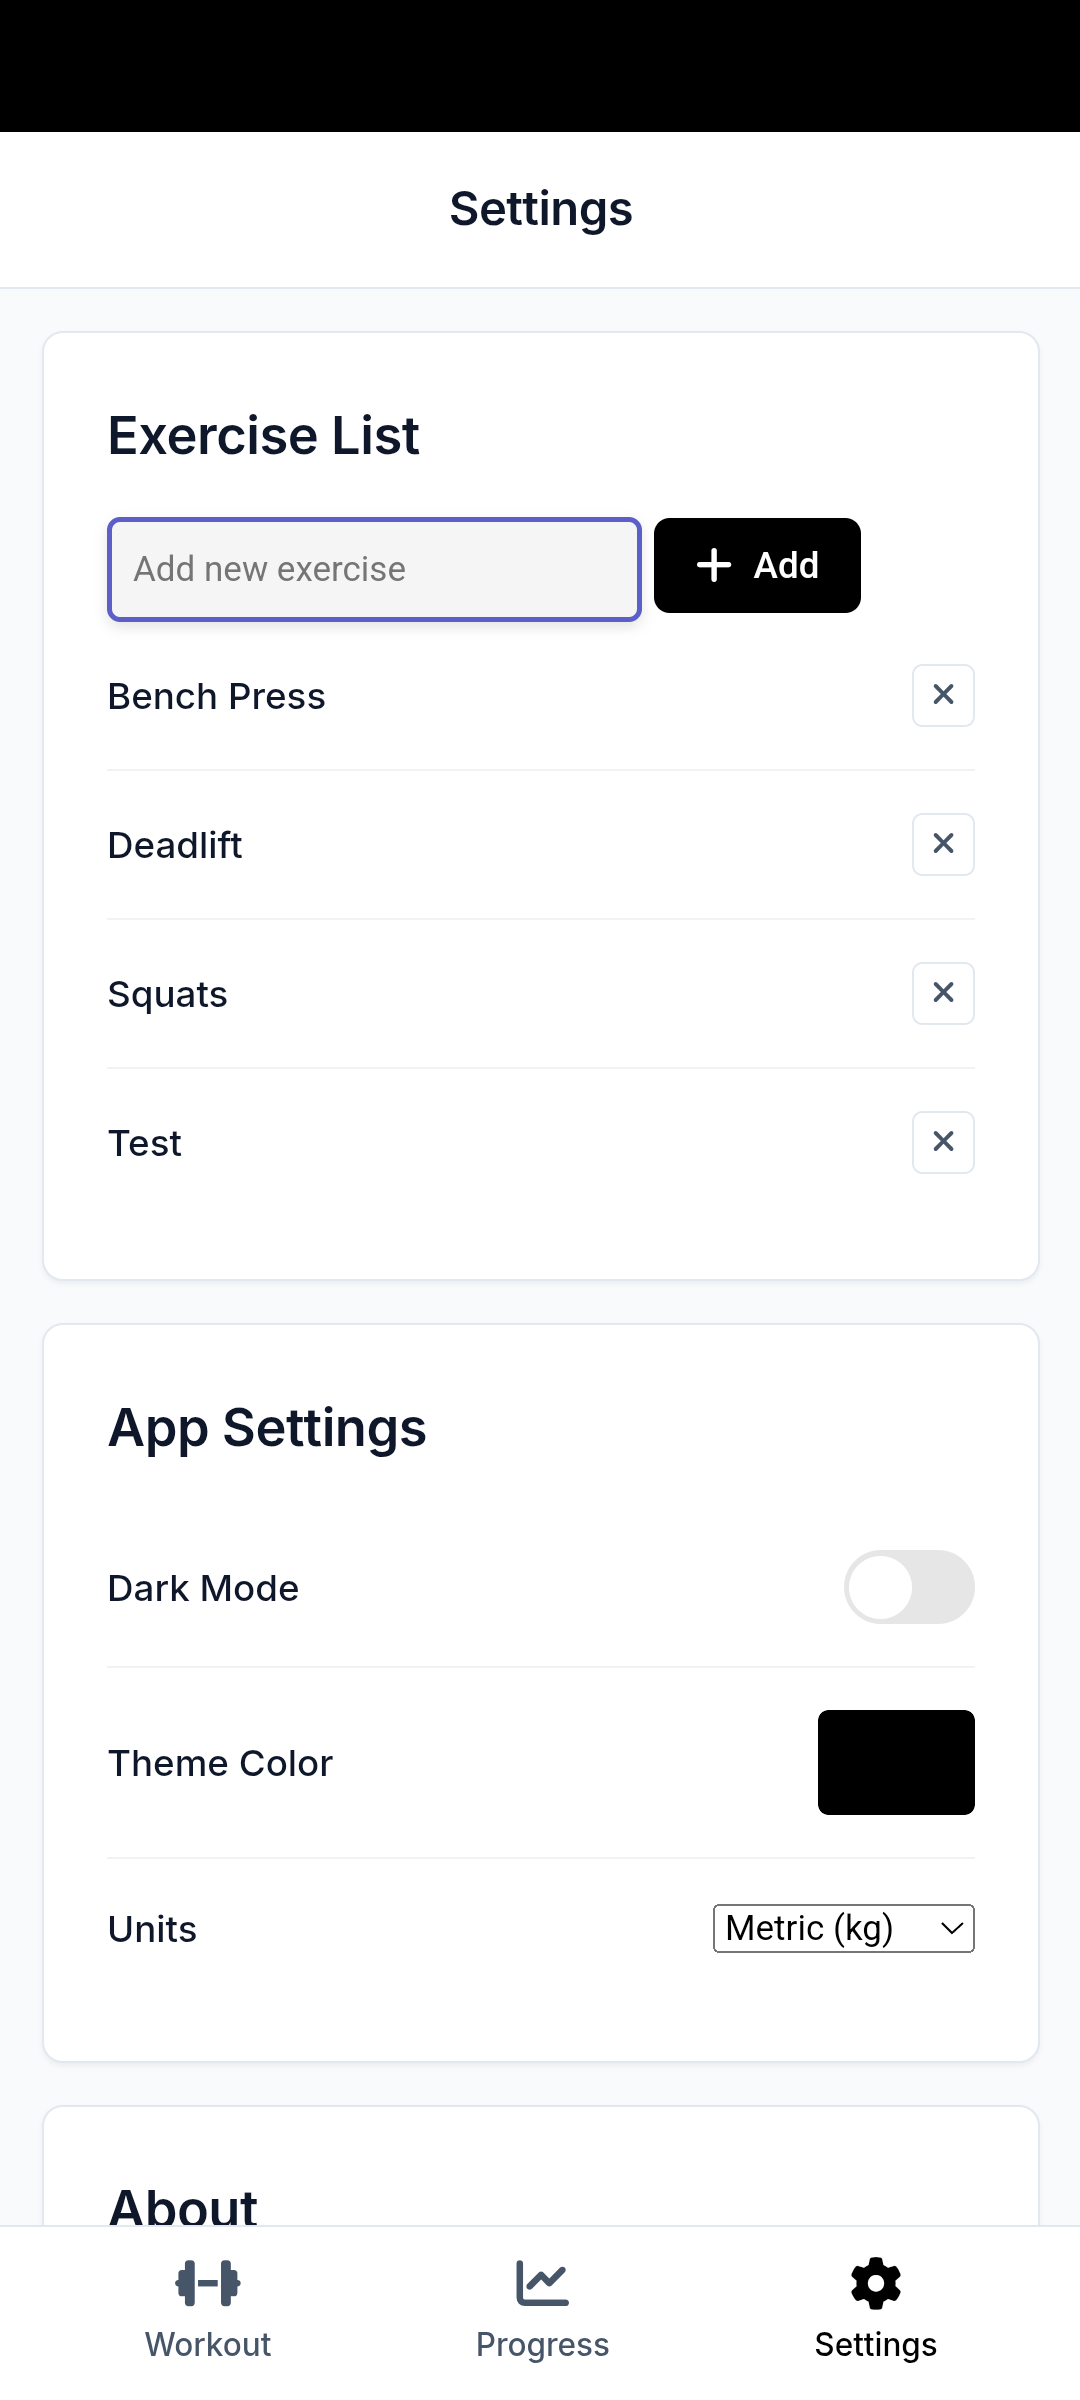 Settings
Exercise List
Add new exercise
Add
Bench Press
Deadlift
Squats
Test
App Settings
Dark Mode
Theme Color
Units
Metric (kg)
About
Workout
Progress
Settings